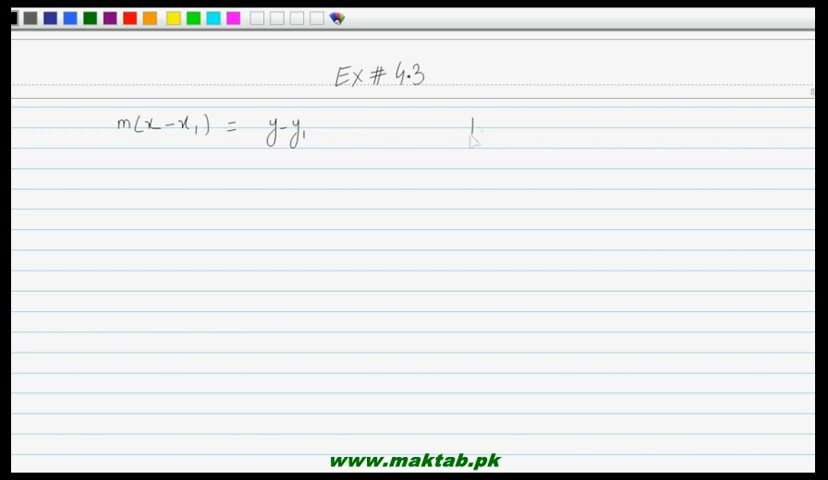 Ex # 4.3
m(x-x₁) = y-y₁
www.maktab.pk